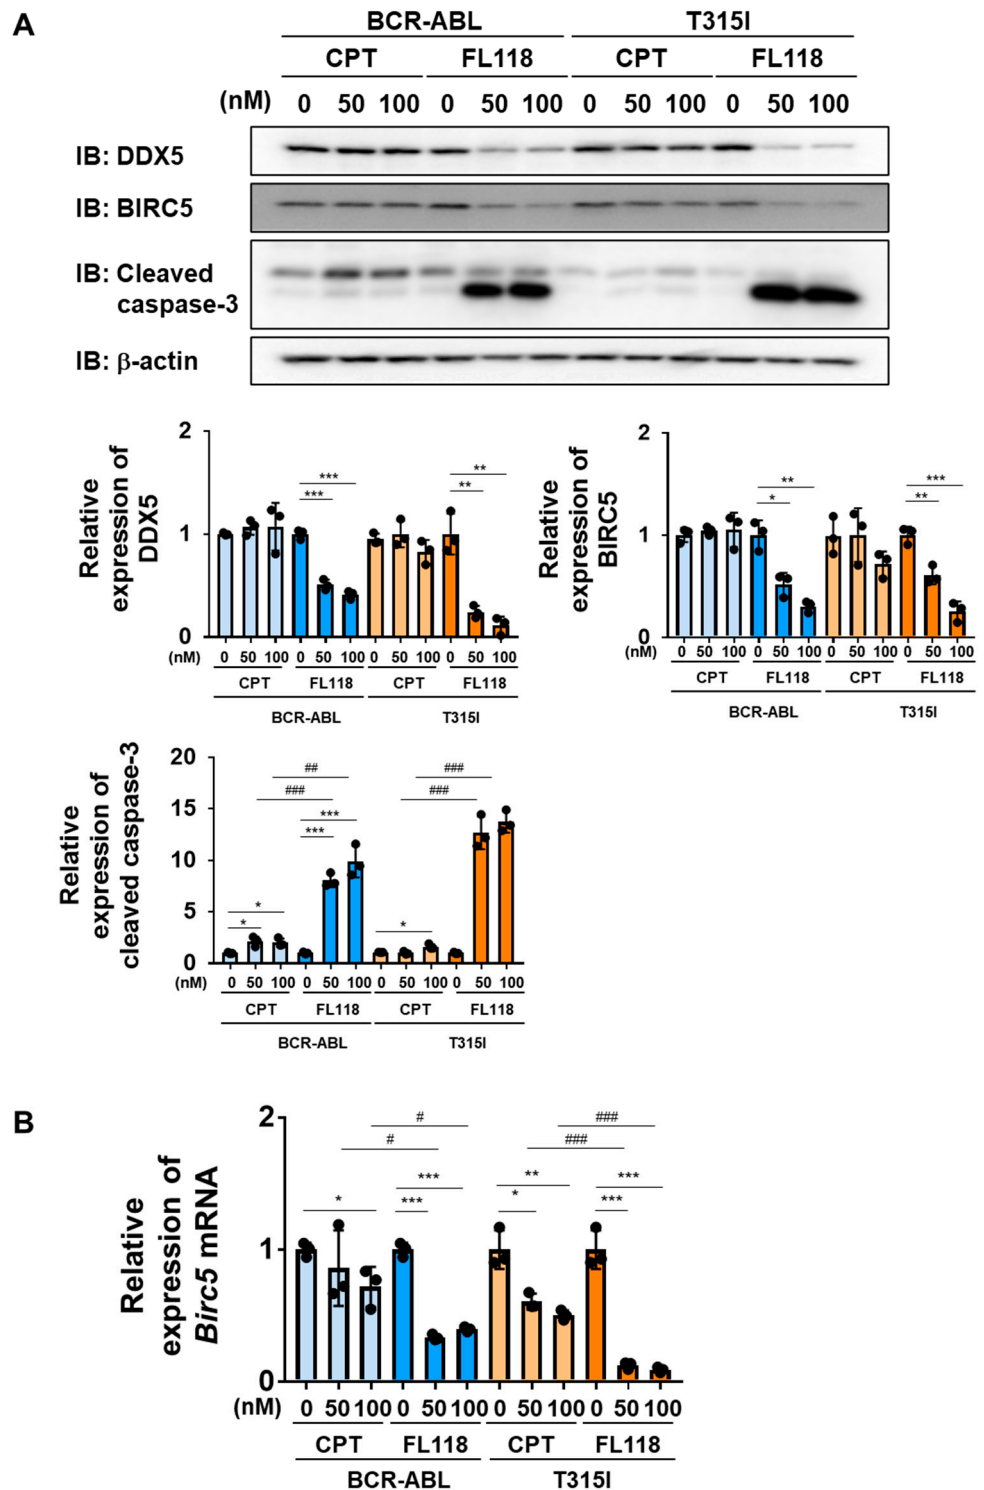 A
BCR-ABL T315I
CPT FL118 CPT FL118
(nM) 0 50 100 0 50 100 0 50 100 0 50 100
IB: DDX5
IB: BIRC5
IB: Cleaved
caspase-3
IB: β-actin
Relative
expression of
DDX5
2
1
0
*** *** ** **
(nM) 0 50 100 0 50 100 0 50 100 0 50 100
CPT FL118 CPT FL118
BCR-ABL T315I
Relative
expression of
BIRC5
2
1
0
** * *** **
(nM) 0 50 100 0 50 100 0 50 100 0 50 100
CPT FL118 CPT FL118
BCR-ABL T315I
Relative
expression of
cleaved caspase-3
20
15
10
5
0
## ###
### ###
***
***
*
* *
(nM) 0 50 100 0 50 100 0 50 100 0 50 100
CPT FL118 CPT FL118
BCR-ABL T315I
B
Relative
expression of
Birc5 mRNA
2
1
0
# ###
# ###
*** ** ***
* *** * ***
(nM) 0 50 100 0 50 100 0 50 100 0 50 100
CPT FL118 CPT FL118
BCR-ABL T315I